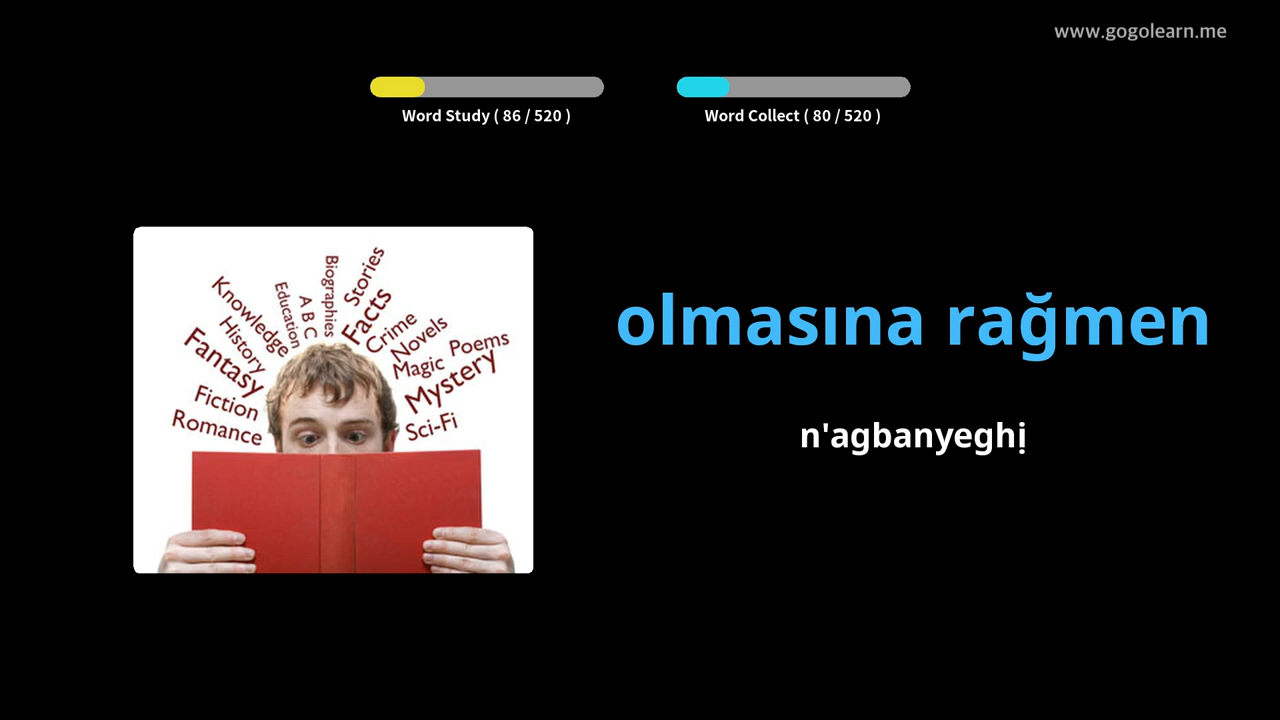 www.gogolearn.me
Word Study ( 86 / 520 )
Word Collect ( 80 / 520 )
Knowledge
Education
A B C
Biographies
Stories
Facts
Crime
Novels
Poems
Magic
Mystery
Sci-Fi
History
Fantasy
Fiction
Romance
olmasına rağmen
n'agbanyeghị